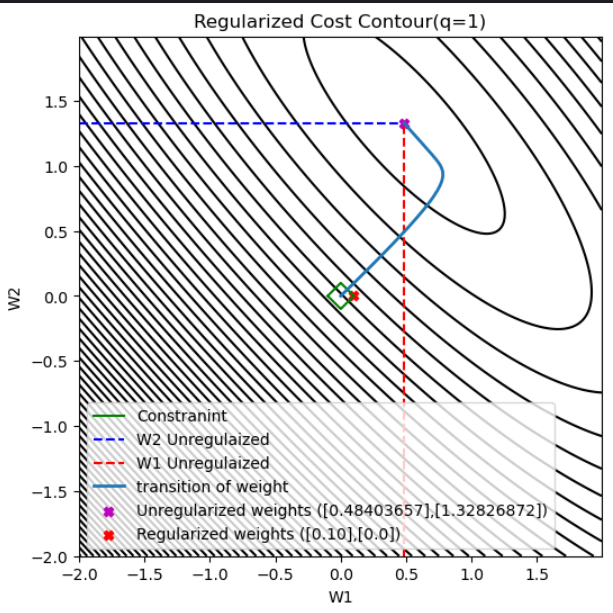 Regularized Cost Contour(q=1)
1.5
1.0
0.5
0.0
−0.5
−1.0
−1.5
−2.0
W2
Constranint
W2 Unregulaized
W1 Unregulaized
transition of weight
Unregularized weights ([0.48403657],[1.32826872])
Regularized weights ([0.10],[0.0])
−2.0 −1.5 −1.0 −0.5 0.0 0.5 1.0 1.5
W1